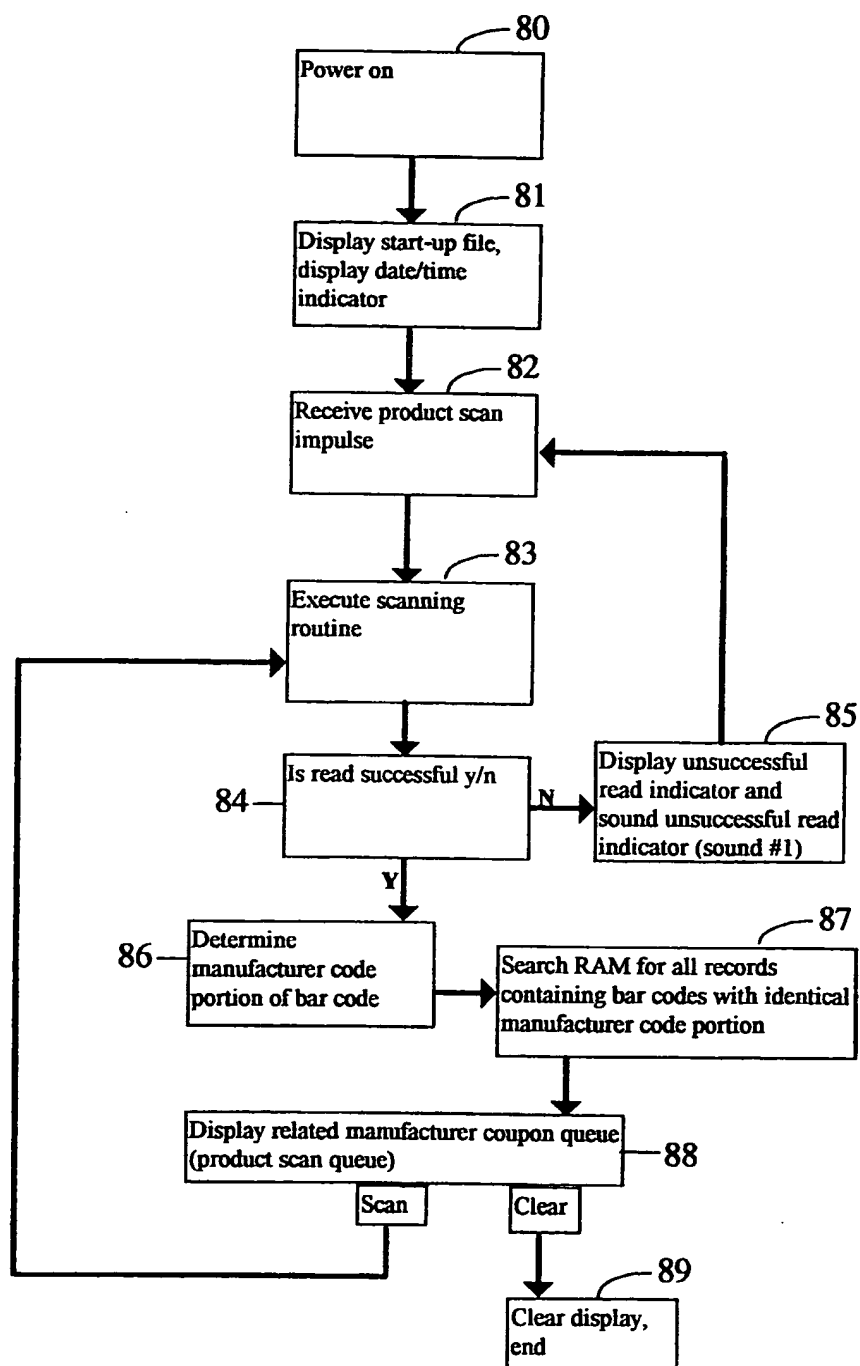 80
Power on
81
Display start-up file,
display date/time
indicator
82
Receive product scan
impulse
83
Execute scanning
routine
84
Is read successful y/n
N
Y
85
Display unsuccessful
read indicator and
sound unsuccessful read
indicator (sound #1)
86
Determine
manufacturer code
portion of bar code
87
Search RAM for all records
containing bar codes with identical
manufacturer code portion
Display related manufacturer coupon queue
(product scan queue)
88
Scan
Clear
89
Clear display,
end